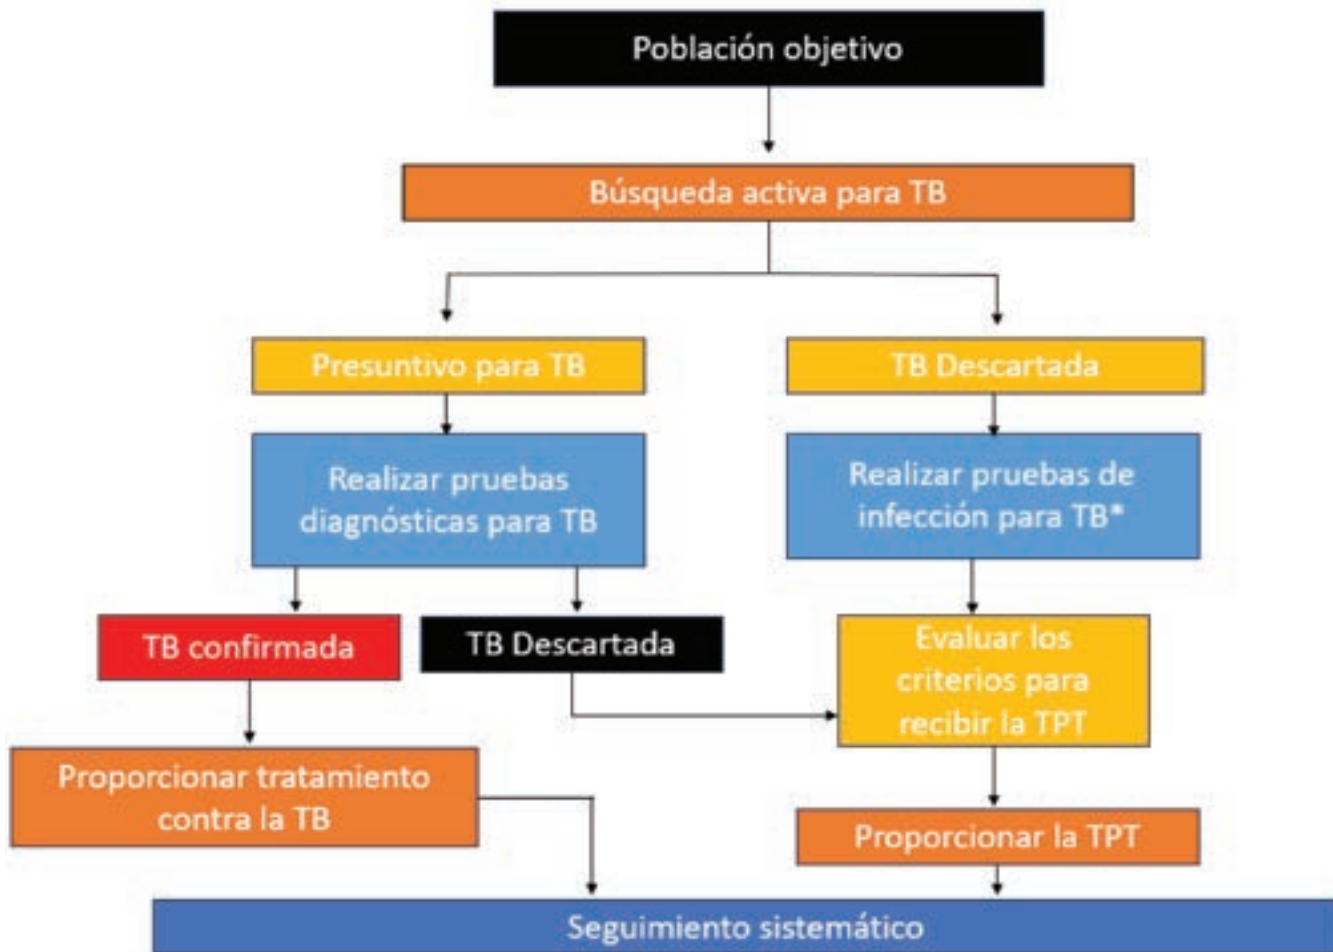 Población objetivo
Búsqueda activa para TB
Presuntivo para TB
TB Descartada
Realizar pruebas
diagnósticas para TB
Realizar pruebas de
infección para TB*
TB confirmada
TB Descartada
Evaluar los
criterios para
recibir la TPT
Proporcionar tratamiento
contra la TB
Proporcionar la TPT
Seguimiento sistemático